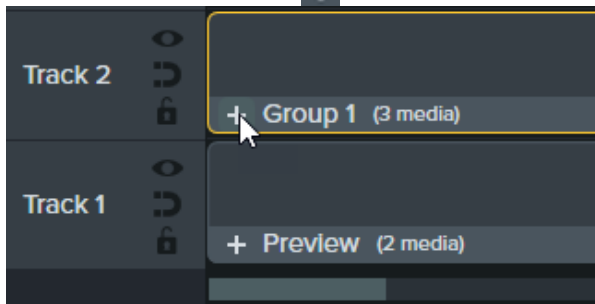 Track 2
+ Group 1 (3 media)
Track 1
+ Preview (2 media)